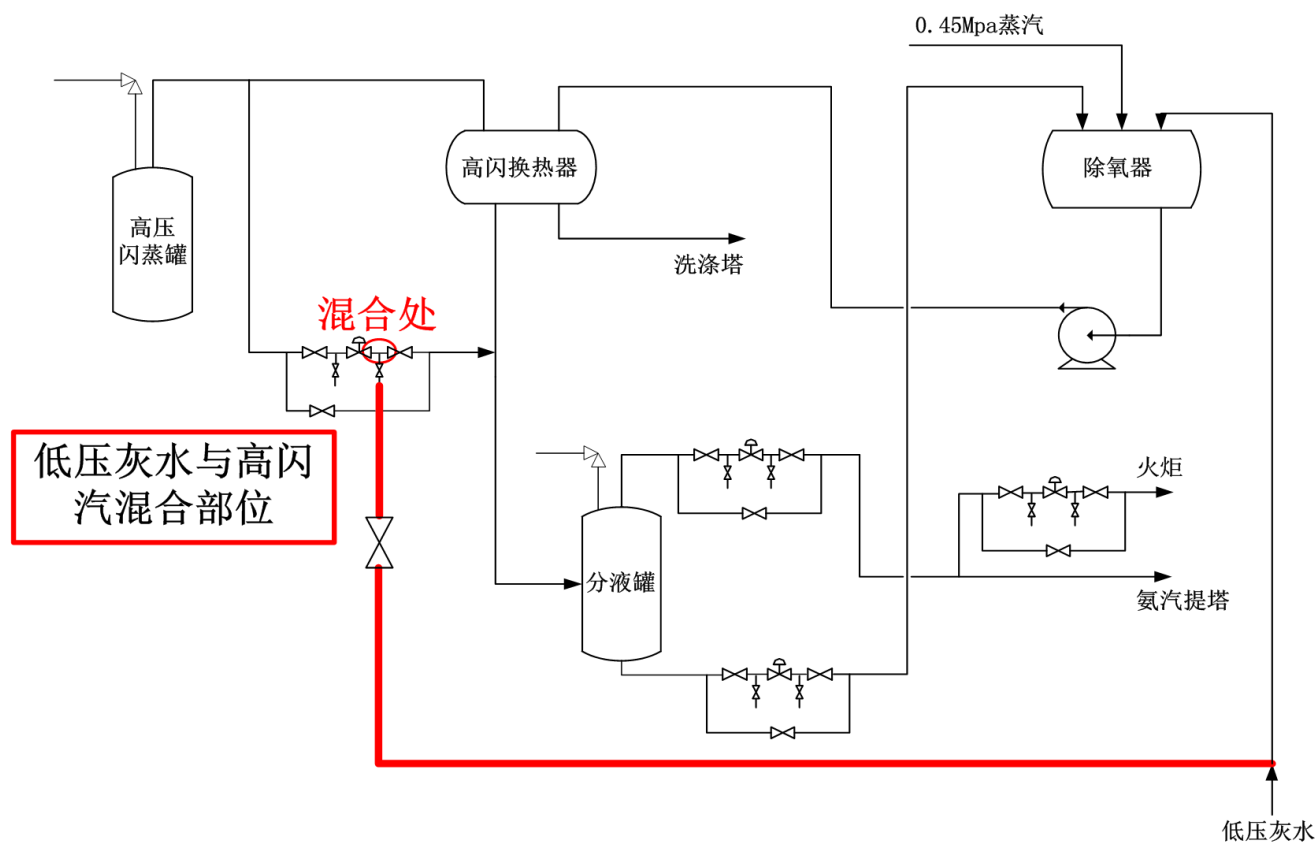 0.45Mpa蒸汽
高闪换热器
除氧器
高压
闪蒸罐
洗涤塔
混合处
低压灰水与高闪
汽混合部位
火炬
分液罐
氨汽提塔
低压灰水